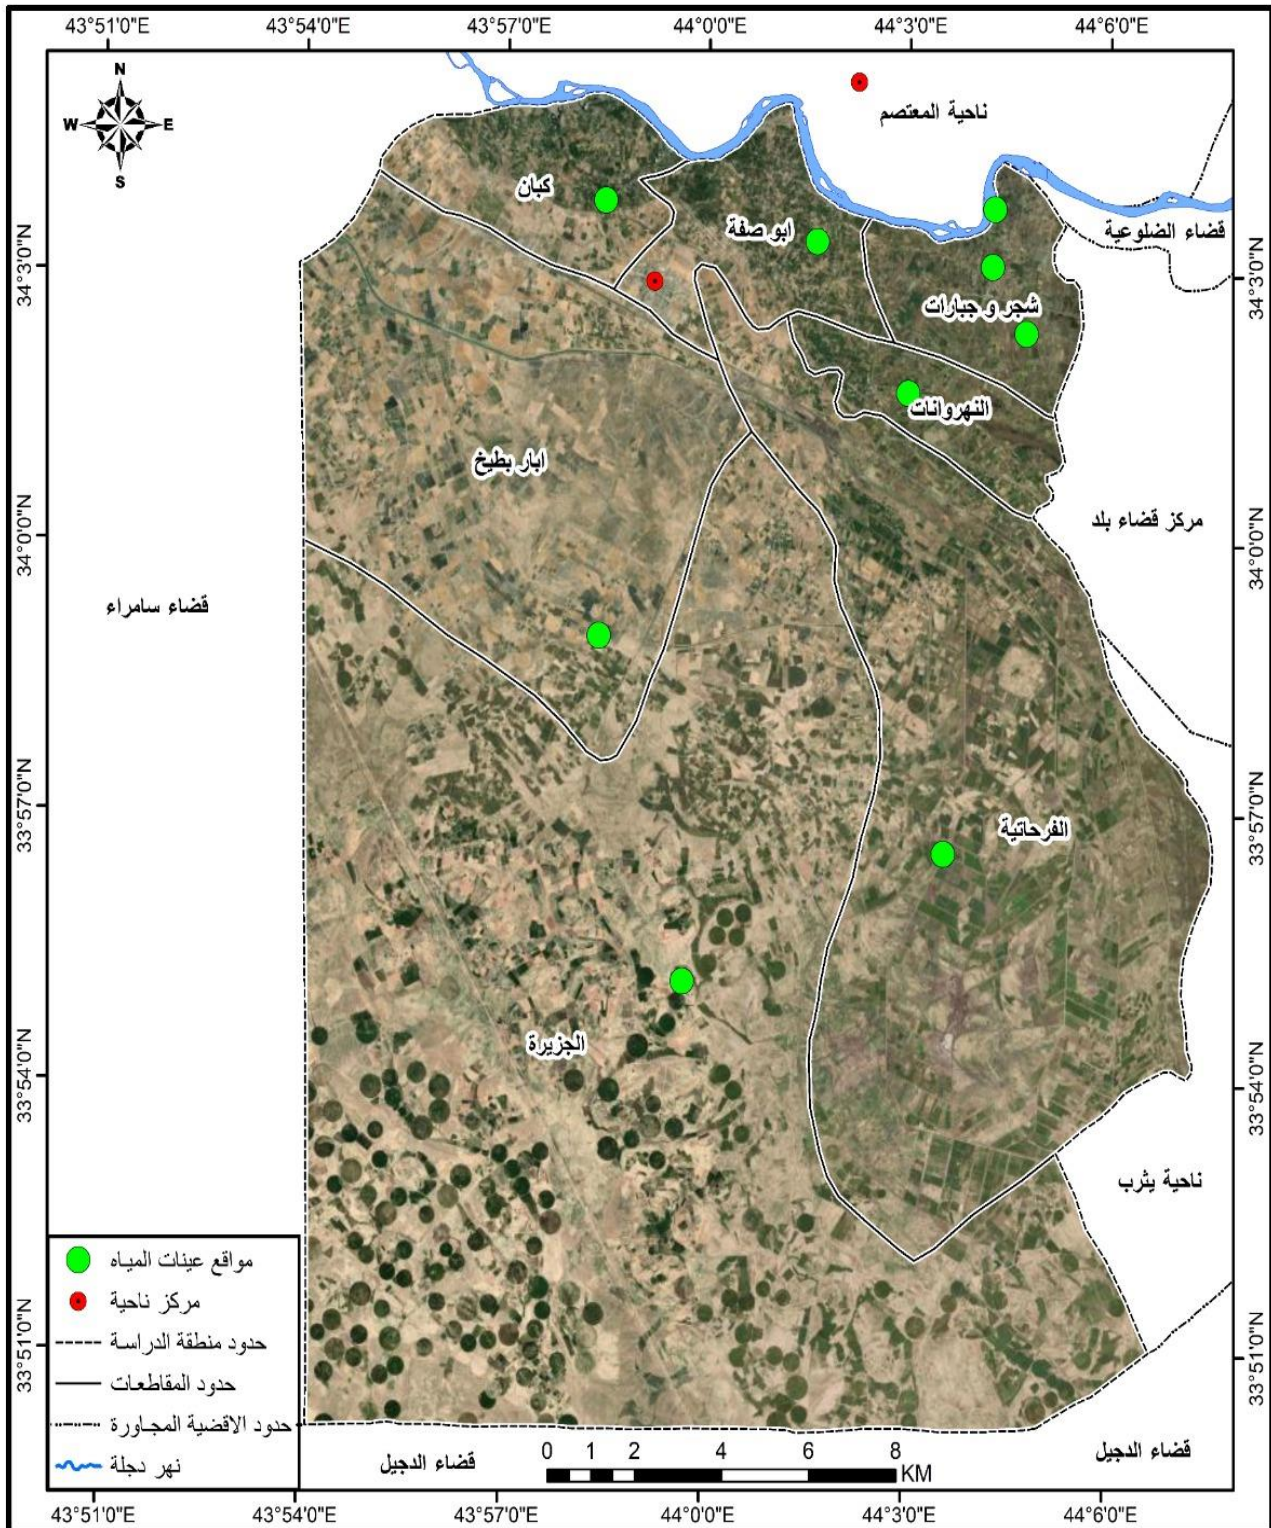 43°51'0"E
43°54'0"E
43°57'0"E
44°0'0"E
44°3'0"E
44°6'0"E
N
W
E
S
ناحية المعتصم
كبان
ابو صفة
قضاء الضلوعية
34°3'0"N
34°3'0"N
شجر و جبارات
النهروانات
ابار بطيخ
مركز قضاء بلد
34°0'0"N
34°0'0"N
قضاء سامراء
33°57'0"N
33°57'0"N
الفرحاتية
الجزيرة
33°54'0"N
33°54'0"N
ناحية يثرب
مواقع عينات المياه
مركز ناحية
حدود منطقة الدراسة
حدود المقاطعات
حدود الاقضية المجاورة
نهر دجلة
33°51'0"N
33°51'0"N
قضاء الدجيل
قضاء الدجيل
0 1 2 4 6 8
KM
43°51'0"E
43°54'0"E
43°57'0"E
44°0'0"E
44°3'0"E
44°6'0"E